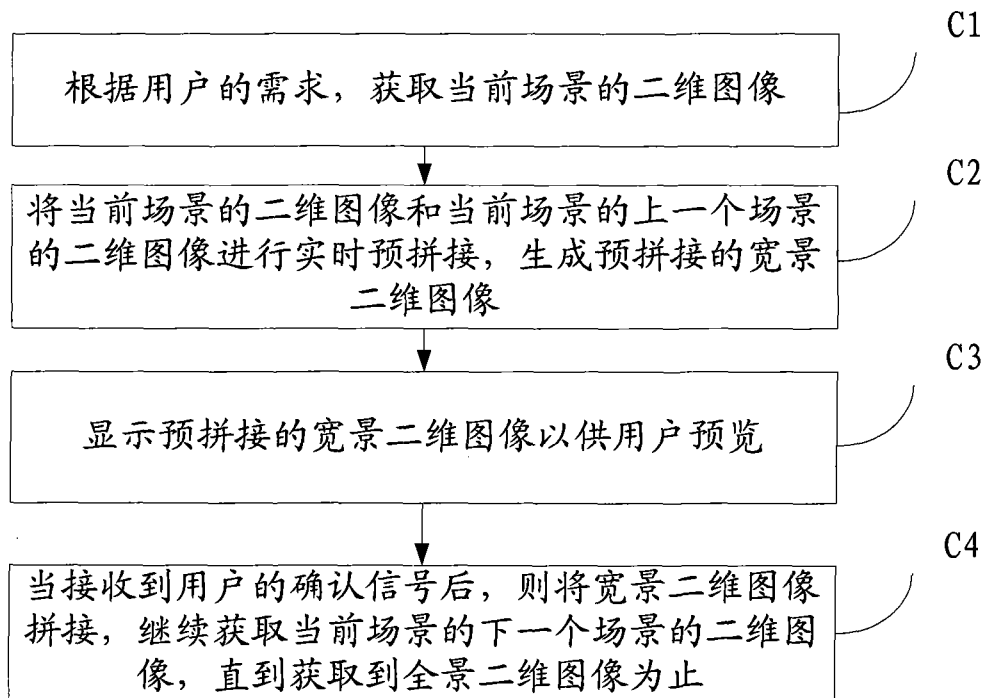 C1
根据用户的需求，获取当前场景的二维图像
C2
将当前场景的二维图像和当前场景的上一个场景
的二维图像进行实时预拼接，生成预拼接的宽景
二维图像
C3
显示预拼接的宽景二维图像以供用户预览
C4
当接收到用户的确认信号后，则将宽景二维图像
拼接，继续获取当前场景的下一个场景的二维图
像，直到获取到全景二维图像为止